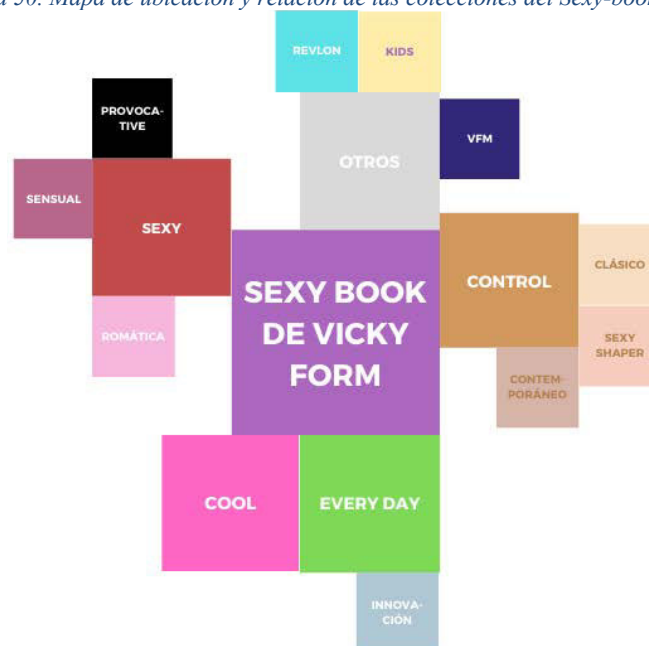 a 50. Mapa de ubicación y relación de las colecciones del Sexy-boo
REVLON
KIDS
PROVOCA-
TIVE
OTROS
VFM
SENSUAL
SEXY
CLÁSICO
CONTROL
SEXY BOOK
DE VICKY
FORM
ROMÁTICA
SEXY
SHAPER
CONTEM-
PORÁNEO
COOL
EVERY DAY
INNOVA-
CIÓN